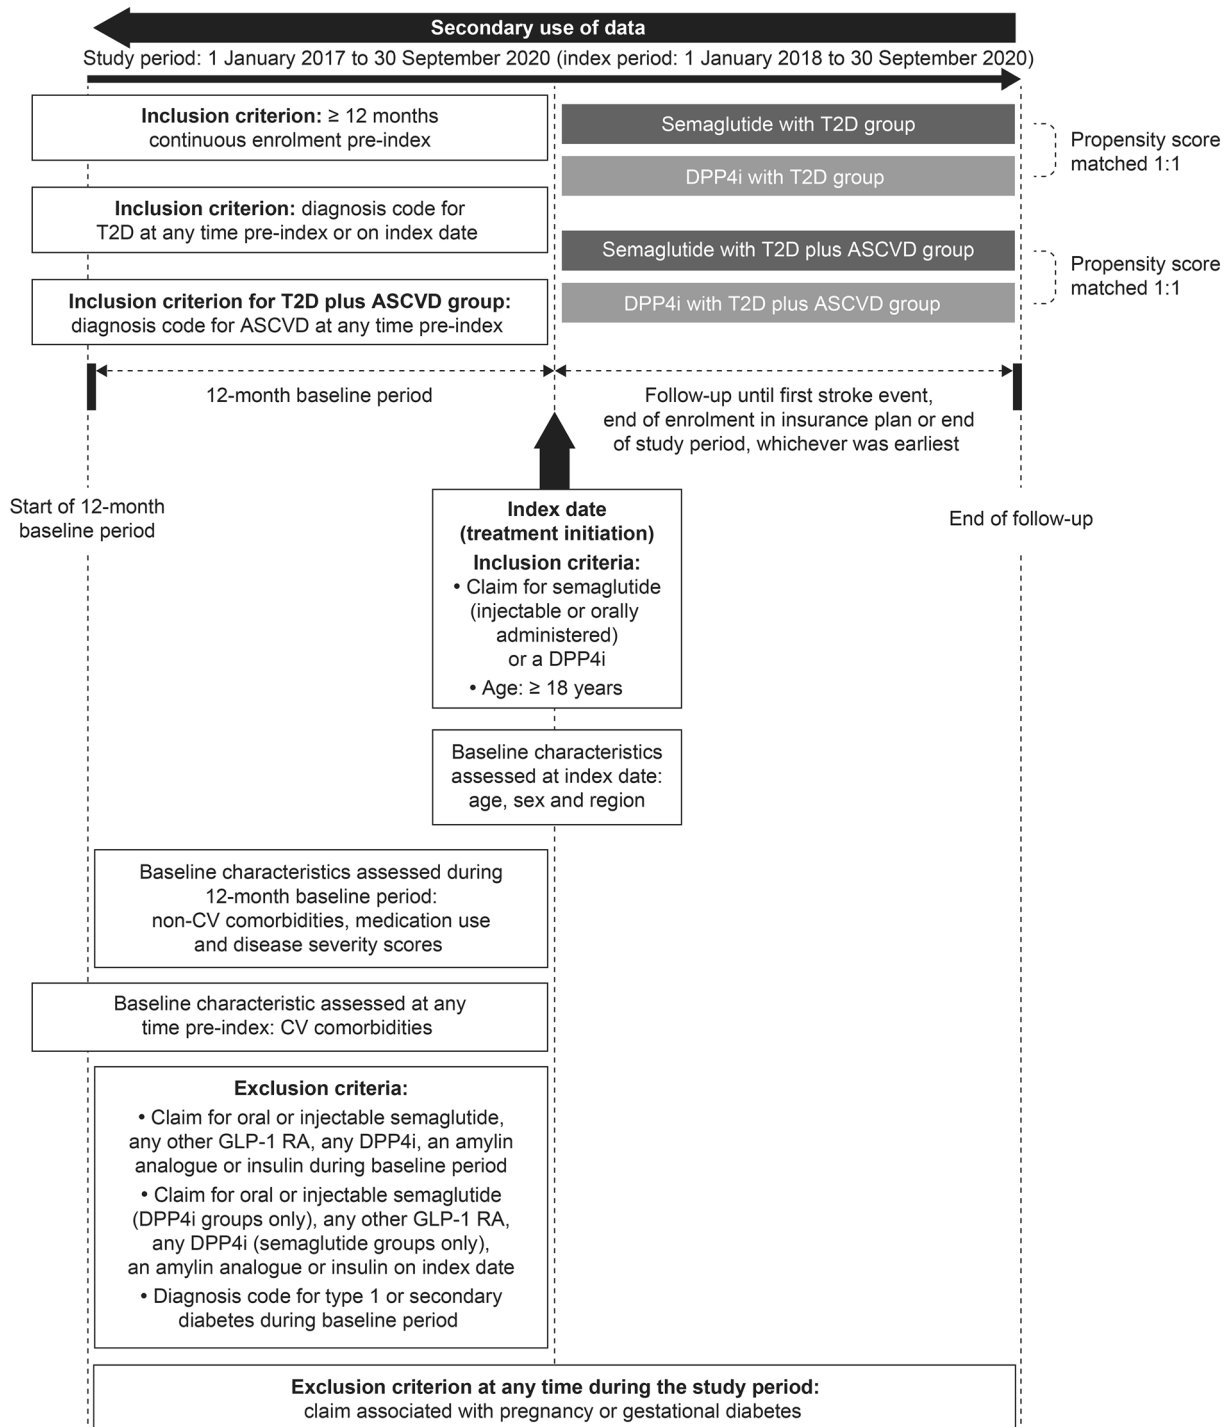 Secondary use of data
Study period: 1 January 2017 to 30 September 2020 (index period: 1 January 2018 to 30 September 2020)
Inclusion criterion: ≥ 12 months
continuous enrolment pre-index
Inclusion criterion: diagnosis code for
T2D at any time pre-index or on index date
Inclusion criterion for T2D plus ASCVD group:
diagnosis code for ASCVD at any time pre-index
Semaglutide with T2D group
DPP4i with T2D group
Propensity score
matched 1:1
Semaglutide with T2D plus ASCVD group
DPP4i with T2D plus ASCVD group
Propensity score
matched 1:1
12-month baseline period
Follow-up until first stroke event,
end of enrolment in insurance plan or end
of study period, whichever was earliest
Start of 12-month
baseline period
Index date
(treatment initiation)
Inclusion criteria:
• Claim for semaglutide
(injectable or orally
administered)
or a DPP4i
• Age: ≥ 18 years
End of follow-up
Baseline characteristics
assessed at index date:
age, sex and region
Baseline characteristics assessed during
12-month baseline period:
non-CV comorbidities, medication use
and disease severity scores
Baseline characteristic assessed at any
time pre-index: CV comorbidities
Exclusion criteria:
• Claim for oral or injectable semaglutide,
any other GLP-1 RA, any DPP4i, an amylin
analogue or insulin during baseline period
• Claim for oral or injectable semaglutide
(DPP4i groups only), any other GLP-1 RA,
any DPP4i (semaglutide groups only),
an amylin analogue or insulin on index date
• Diagnosis code for type 1 or secondary
diabetes during baseline period
Exclusion criterion at any time during the study period:
claim associated with pregnancy or gestational diabetes